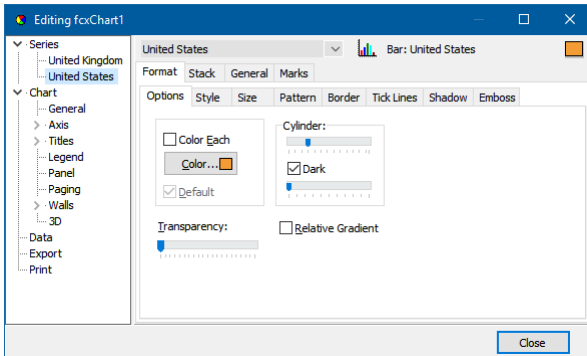 Editing fcxChart1
Series
United Kingdom
United States
Chart
General
Axis
Titles
Legend
Panel
Paging
Walls
3D
Data
Export
Print
United States
Bar: United States
Format Stack General Marks
Options Style Size Pattern Border Tick Lines Shadow Emboss
Color Each
Color...
Default
Cylinder:
Dark
Transparency:
Relative Gradient
Close